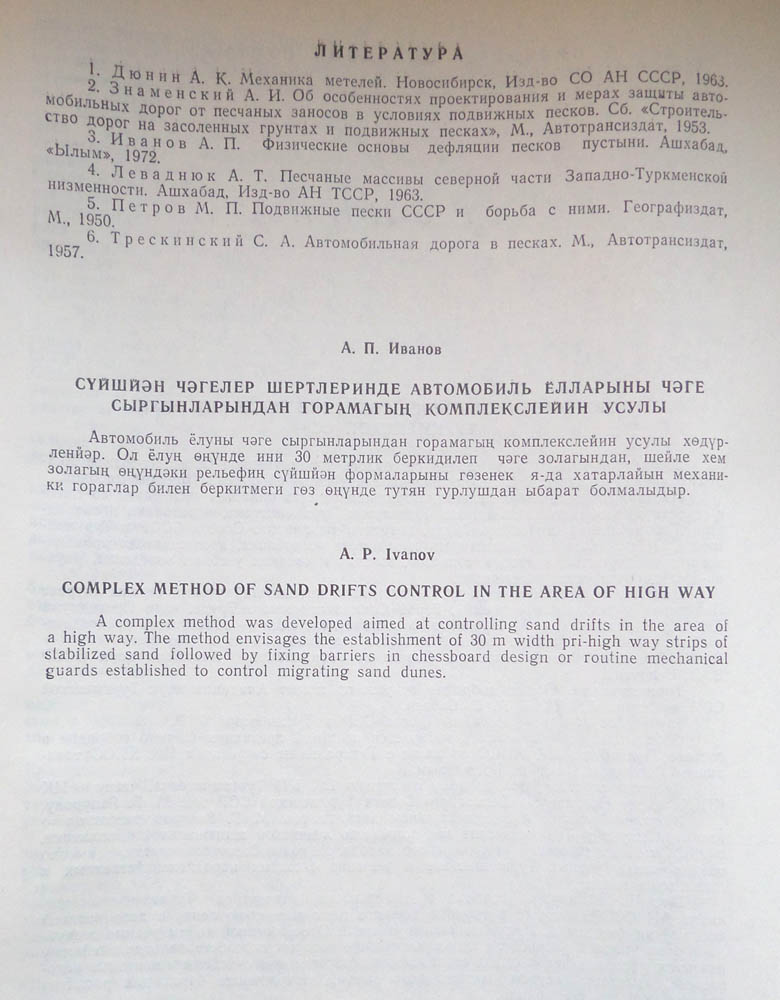 ЛИТЕРАТУРА
1. Дюнин А. К. Механика метелей. Новосибирск, Изд-во СО АН СССР, 1963.
2. Знаменский А. И. Об особенностях проектирования и мерах защиты авто-
мобильных дорог от песчаных заносов в условиях подвижных песков. Сб. «Строитель-
ство дорог на засоленных грунтах и подвижных песках», М., Автотрансиздат, 1953.
3. Иванов А. П. Физические основы дефляции песков пустыни. Ашхабад,
«Ылым», 1972.
4. Леваднюк А. Т. Песчаные массивы северной части Западно-Туркменской
низменности. Ашхабад, Изд-во АН ТССР, 1963.
5. Петров М. П. Подвижные пески СССР и борьба с ними. Географиздат,
М., 1950.
6. Трескинский С. А. Автомобильная дорога в песках. М., Автотрансиздат,
1957.
А. П. Иванов
СҮЙШЙӘН ЧӘГЕЛЕР ШЕРТЛЕРИНДЕ АВТОМОБИЛЬ ЁЛЛАРЫНЫ ЧӘГЕ
СЫРГЫНЛАРЫНДАН ГОРАМАГЫҢ КОМПЛЕКСЛЕЙИН УСУЛЫ
Автомобиль ёлуны чәге сыргынларындан горамагың комплекслейин усулы хөдүр-
ленйәр. Ол ёлуң өңүнде ини 30 метрлик беркидилеп чәге золагындан, шейле хем
золагың өңүндәки рельефиң сүйшйән формаларыны гөзенек я-да хатарлайын механи-
ки гораглар билен беркитмеги гөз өңүнде тутян гурлушдан ыбарат болмалыдыр.
A. P. Ivanov
COMPLEX METHOD OF SAND DRIFTS CONTROL IN THE AREA OF HIGH WAY
A complex method was developed aimed at controlling sand drifts in the area of
a high way. The method envisages the establishment of 30 m width pri-high way strips of
stabilized sand followed by fixing barriers in chessboard design or routine mechanical
guards established to control migrating sand dunes.